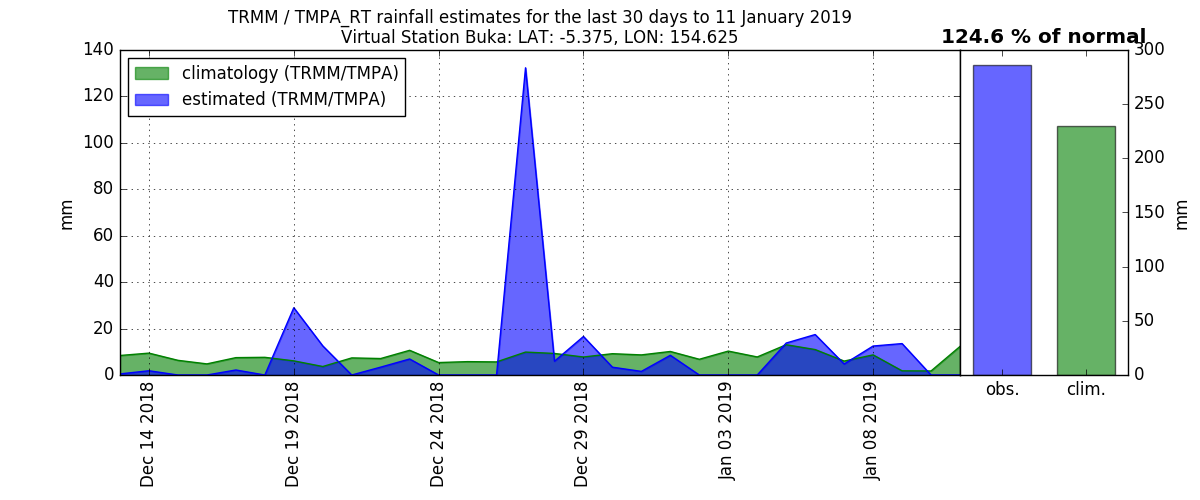 TRMM / TMPA_RT rainfall estimates for the last 30 days to 11 January 2019
Virtual Station Buka: LAT: -5.375, LON: 154.625
124.6 % of normal
climatology (TRMM/TMPA)
estimated (TRMM/TMPA)
140
120
100
80
60
40
20
0
mm
Dec 14 2018
Dec 19 2018
Dec 24 2018
Dec 29 2018
Jan 03 2019
Jan 08 2019
obs.
clim.
300
250
200
150
100
50
0
mm